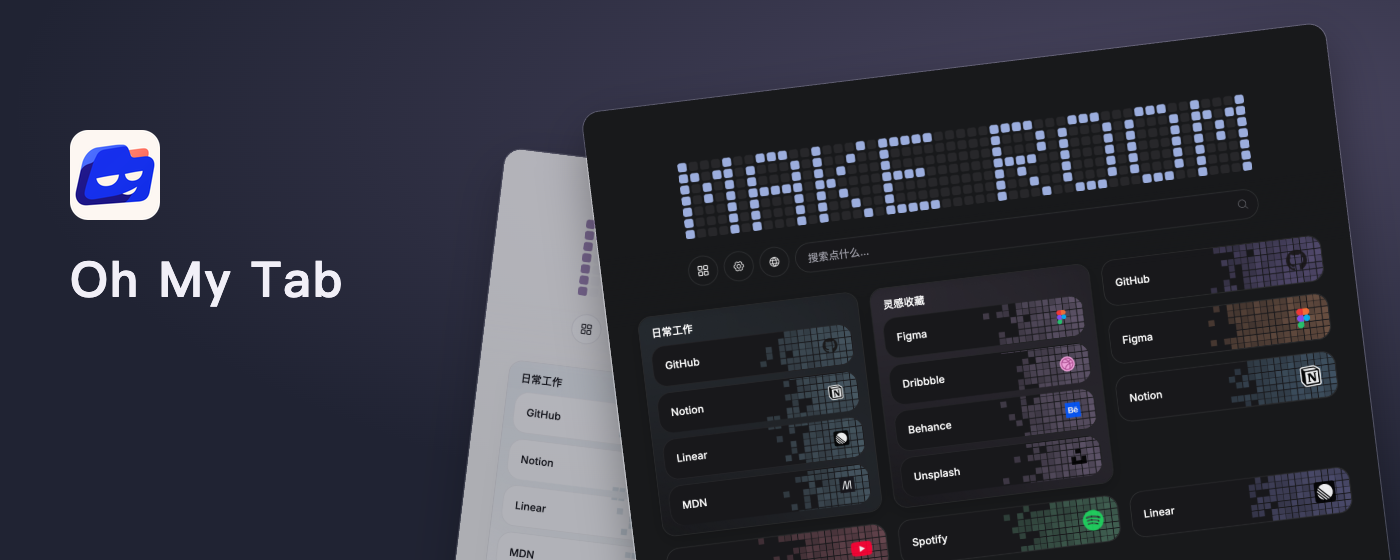 Oh My Tab
MAKE ROOM
搜索点什么...
日常工作
GitHub
Notion
Linear
MDN
灵感收藏
Figma
Dribbble
Behance
Unsplash
GitHub
Figma
Notion
Spotify
Linear
日常工作
GitHub
Notion
Linear
MDN